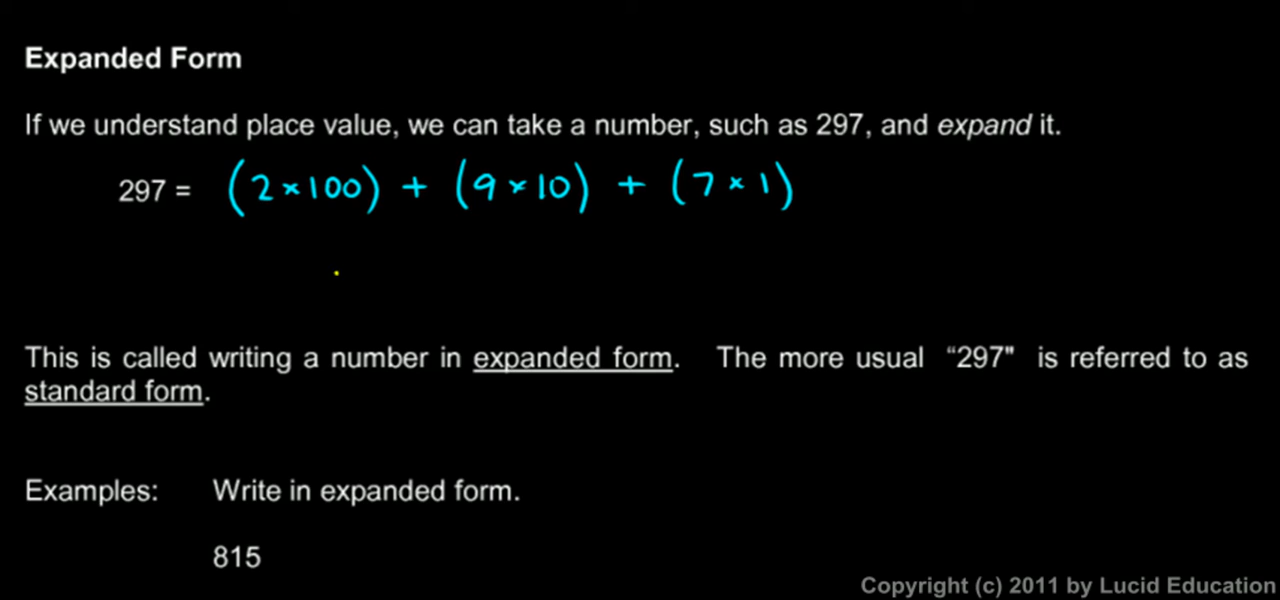 Expanded Form
If we understand place value, we can take a number, such as 297, and expand it.
297 = (2 × 100) + (9 × 10) + (7 × 1)
This is called writing a number in expanded form. The more usual “297" is referred to as
standard form.
Examples: Write in expanded form.
815
Copyright (c) 2011 by Lucid Education